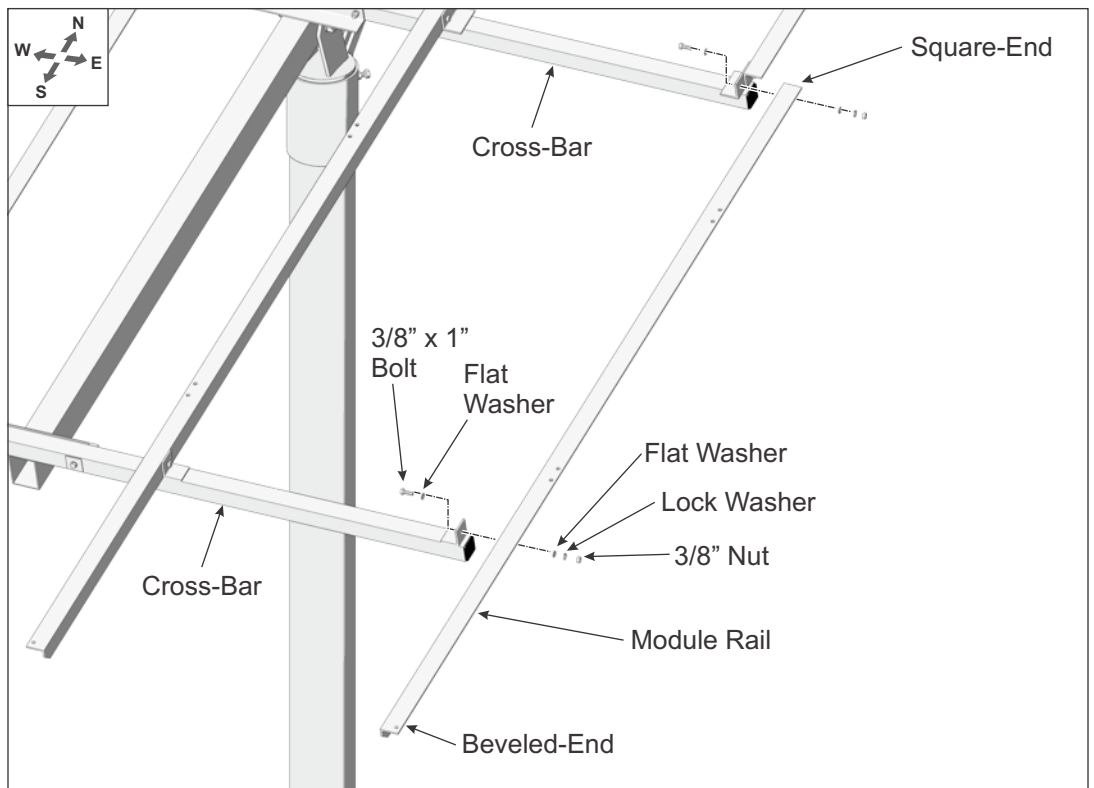 N
W
E
S
Square-End
Cross-Bar
3/8” x 1”
Bolt
Flat
Washer
Flat Washer
Lock Washer
3/8” Nut
Cross-Bar
Module Rail
Beveled-End